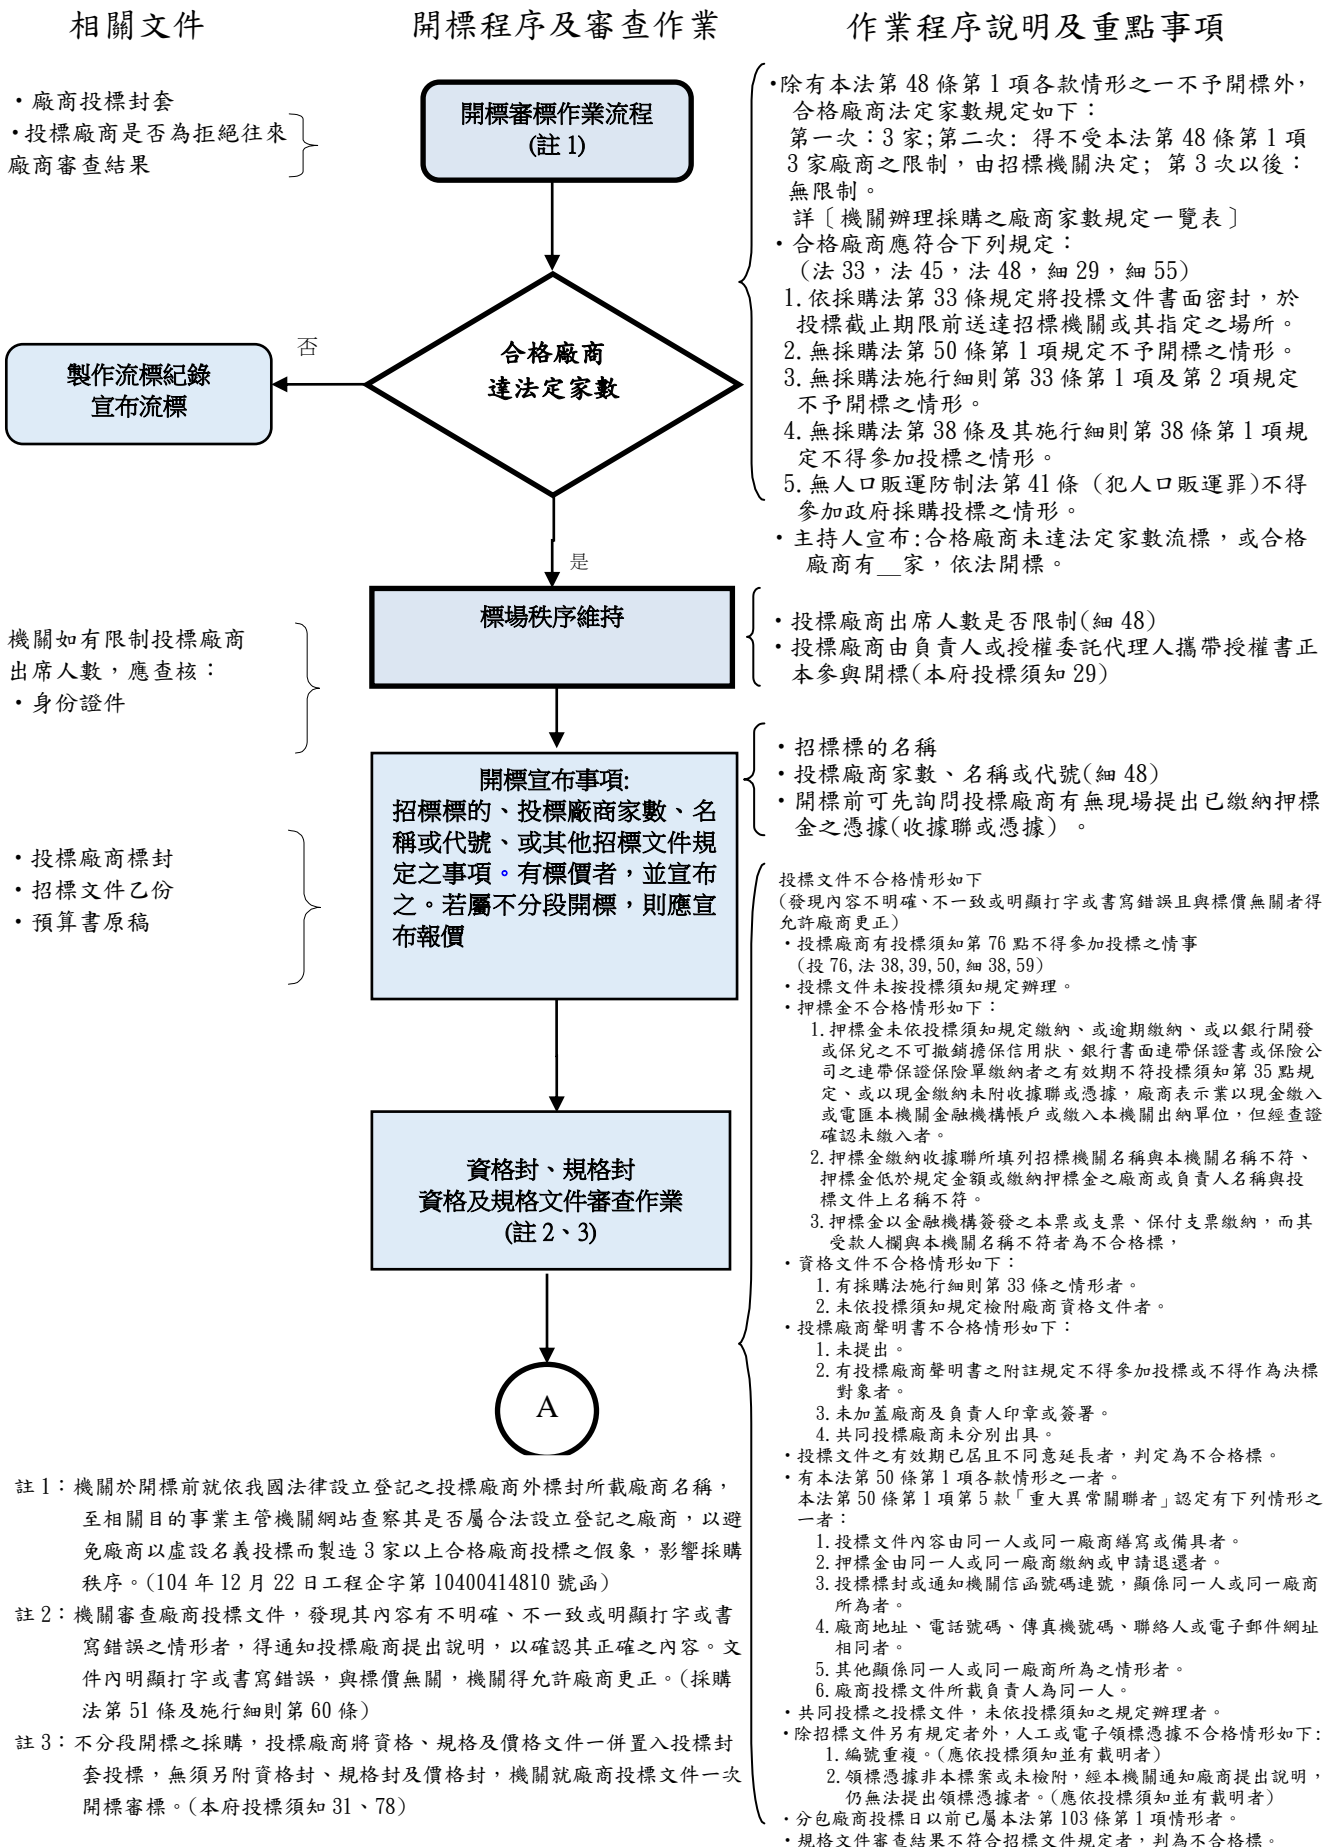 相關文件
開標程序及審查作業
作業程序說明及重點事項
・廠商投標封套
・投標廠商是否為拒絕往來
廠商審查結果
開標審標作業流程
(註 1)
合格廠商
達法定家數
否
製作流標紀錄
宣布流標
是
標場秩序維持
機關如有限制投標廠商
出席人數，應查核：
・身份證件
開標宣布事項:
招標標的、投標廠商家數、名
稱或代號、或其他招標文件規
定之事項。有標價者，並宣布
之。若屬不分段開標，則應宣
布報價
・投標廠商標封
・招標文件乙份
・預算書原稿
資格封、規格封
資格及規格文件審查作業
(註 2、3)
A
・除有本法第 48 條第 1 項各款情形之一不予開標外，
合格廠商法定家數規定如下：
第一次：3 家;第二次: 得不受本法第 48 條第 1 項
3 家廠商之限制，由招標機關決定; 第 3 次以後：
無限制。
詳〔機關辦理採購之廠商家數規定一覽表〕
・合格廠商應符合下列規定：
(法 33，法 45，法 48，細 29，細 55)
1.依採購法第 33 條規定將投標文件書面密封，於
投標截止期限前送達招標機關或其指定之場所。
2.無採購法第 50 條第 1 項規定不予開標之情形。
3.無採購法施行細則第 33 條第 1 項及第 2 項規定
不予開標之情形。
4.無採購法第 38 條及其施行細則第 38 條第 1 項規
定不得參加投標之情形。
5.無人口販運防制法第 41 條 (犯人口販運罪)不得
參加政府採購投標之情形。
・主持人宣布:合格廠商未達法定家數流標，或合格
廠商有__家，依法開標。
・投標廠商出席人數是否限制(細 48)
・投標廠商由負責人或授權委託代理人攜帶授權書正
本參與開標(本府投標須知 29)
・招標標的名稱
・投標廠商家數、名稱或代號(細 48)
・開標前可先詢問投標廠商有無現場提出已繳納押標
金之憑據(收據聯或憑據) 。
投標文件不合格情形如下
(發現內容不明確、不一致或明顯打字或書寫錯誤且與標價無關者得
允許廠商更正)
・投標廠商有投標須知第 76 點不得參加投標之情事
(投 76,法 38,39,50,細 38,59)
・投標文件未按投標須知規定辦理。
・押標金不合格情形如下：
1.押標金未依投標須知規定繳納、或逾期繳納、或以銀行開發
或保兌之不可撤銷擔保信用狀、銀行書面連帶保證書或保險公
司之連帶保證保險單繳納者之有效期不符投標須知第 35 點規
定、或以現金繳納未附收據聯或憑據，廠商表示業以現金繳入
或電匯本機關金融機構帳戶或繳入本機關出納單位，但經查證
確認未繳入者。
2.押標金繳納收據聯所填列招標機關名稱與本機關名稱不符、
押標金低於規定金額或繳納押標金之廠商或負責人名稱與投
標文件上名稱不符。
3.押標金以金融機構簽發之本票或支票、保付支票繳納，而其
受款人欄與本機關名稱不符者為不合格標，
・資格文件不合格情形如下：
1.有採購法施行細則第 33 條之情形者。
2.未依投標須知規定檢附廠商資格文件者。
・投標廠商聲明書不合格情形如下：
1.未提出。
2.有投標廠商聲明書之附註規定不得參加投標或不得作為決標
對象者。
3.未加蓋廠商及負責人印章或簽署。
4.共同投標廠商未分別出具。
・投標文件之有效期已屆且不同意延長者，判定為不合格標。
・有本法第 50 條第 1 項各款情形之一者。
本法第 50 條第 1 項第 5 款「重大異常關聯者」認定有下列情形之
一者：
1.投標文件內容由同一人或同一廠商繕寫或備具者。
2.押標金由同一人或同一廠商繳納或申請退還者。
3.投標標封或通知機關信函號碼連號，顯係同一人或同一廠商
所為者。
4.廠商地址、電話號碼、傳真機號碼、聯絡人或電子郵件網址
相同者。
5.其他顯係同一人或同一廠商所為之情形者。
6.廠商投標文件所載負責人為同一人。
・共同投標之投標文件，未依投標須知之規定辦理者。
・除招標文件另有規定者外，人工或電子領標憑據不合格情形如下:
1.編號重複。(應依投標須知並有載明者)
2.領標憑據非本標案或未檢附，經本機關通知廠商提出說明，
仍無法提出領標憑據者。(應依投標須知並有載明者)
・分包廠商投標日以前已屬本法第 103 條第 1 項情形者。
・規格文件審查結果不符合招標文件規定者，判為不合格標。
註 1：機關於開標前就依我國法律設立登記之投標廠商外標封所載廠商名稱，
至相關目的事業主管機關網站查察其是否屬合法設立登記之廠商，以避
免廠商以虛設名義投標而製造 3 家以上合格廠商投標之假象，影響採購
秩序。(104 年 12 月 22 日工程企字第 10400414810 號函)
註 2：機關審查廠商投標文件，發現其內容有不明確、不一致或明顯打字或書
寫錯誤之情形者，得通知投標廠商提出說明，以確認其正確之內容。文
件內明顯打字或書寫錯誤，與標價無關，機關得允許廠商更正。(採購
法第 51 條及施行細則第 60 條)
註 3：不分段開標之採購，投標廠商將資格、規格及價格文件一併置入投標封
套投標，無須另附資格封、規格封及價格封，機關就廠商投標文件一次
開標審標。(本府投標須知 31、78)